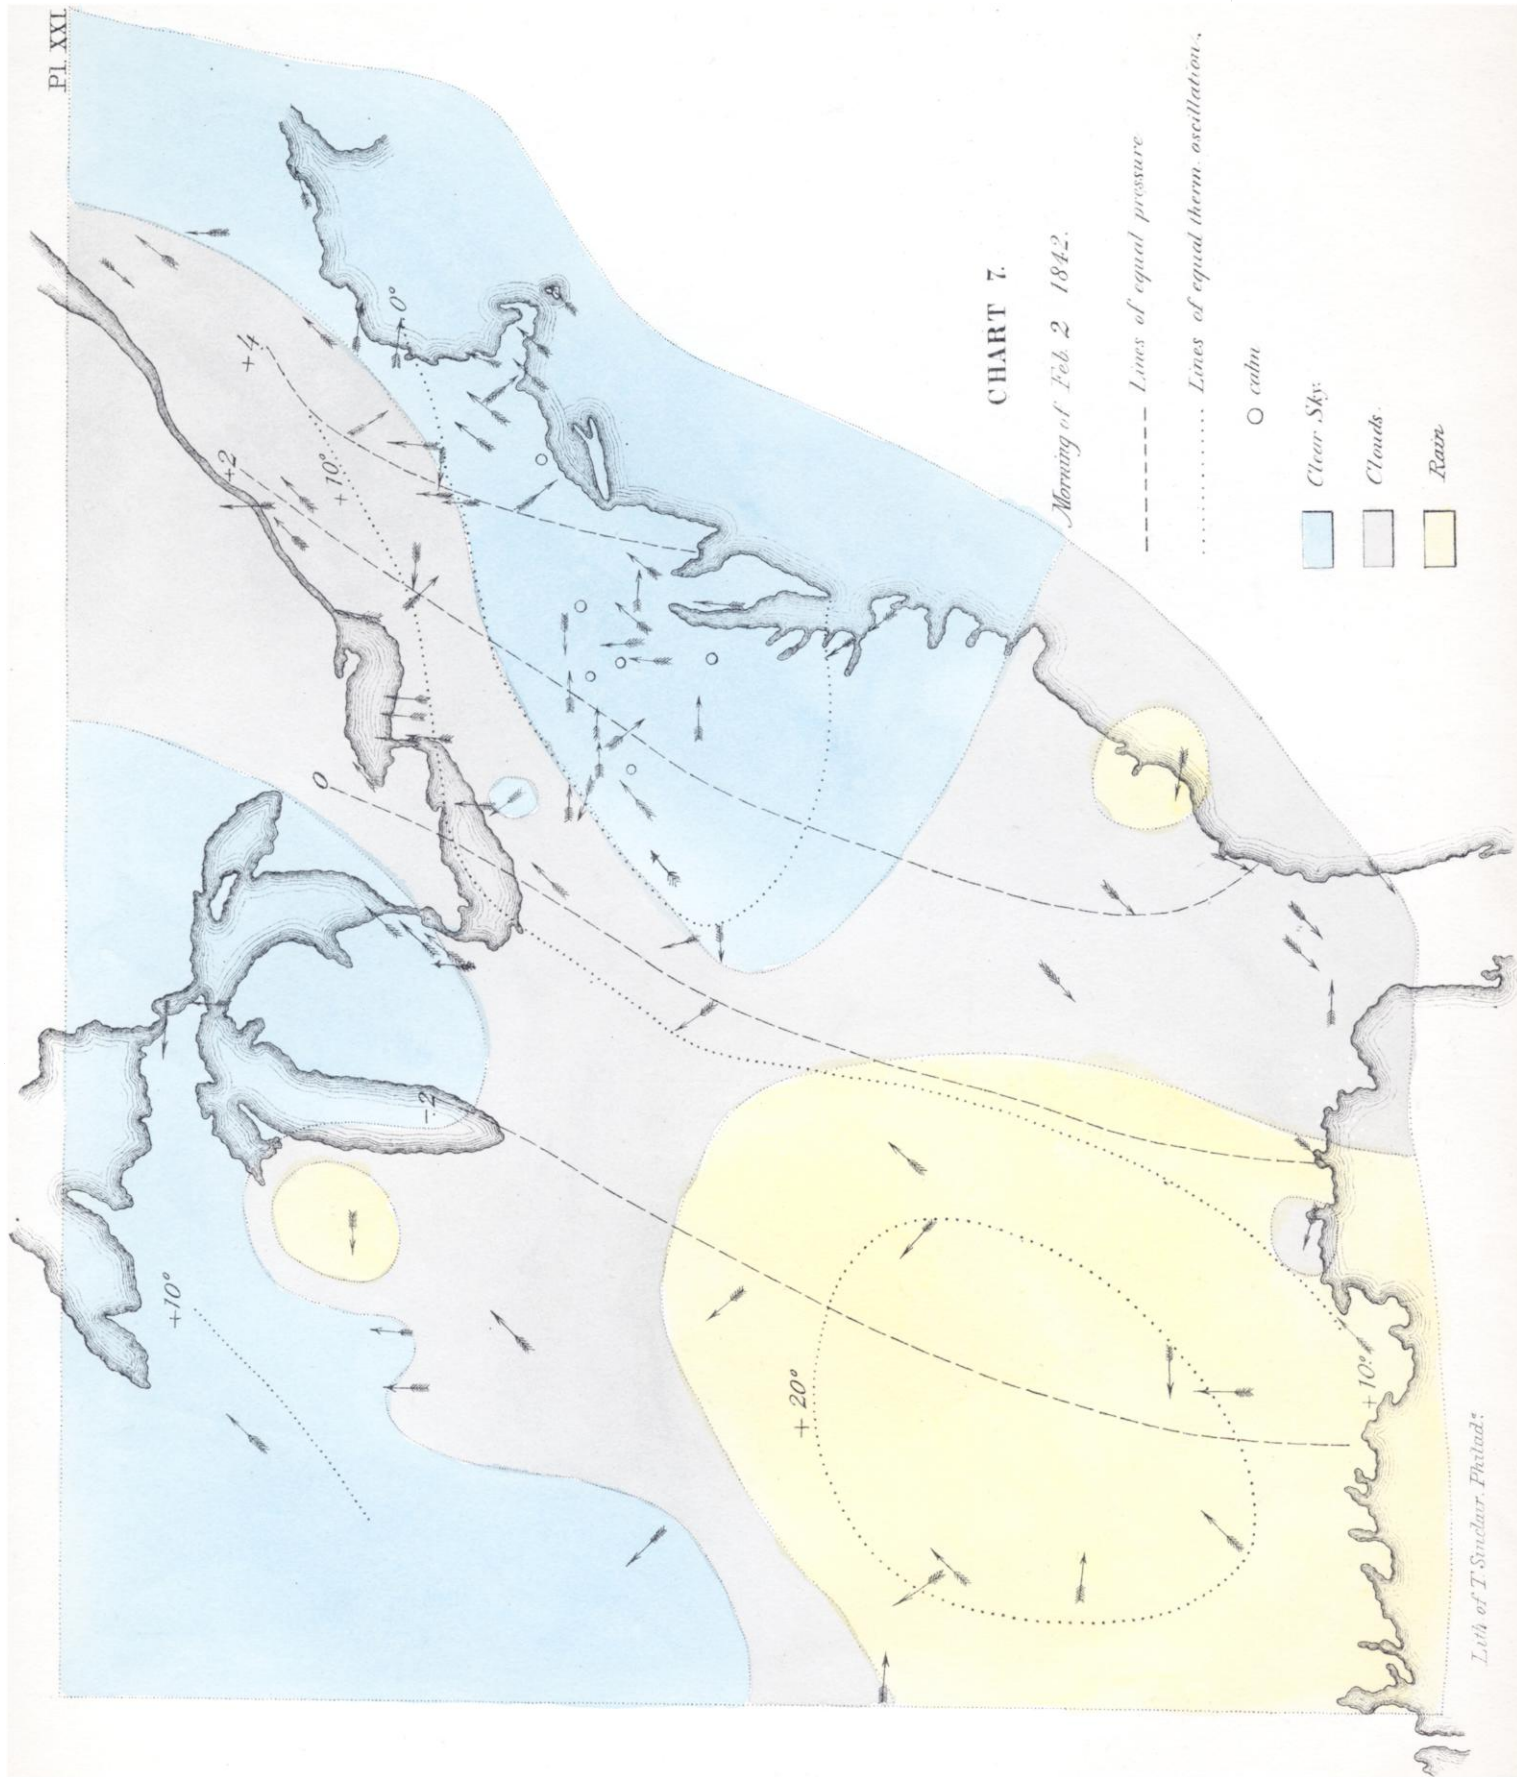 Pl. XXI.
+4
+2
+10°
0°
0
-2
+10°
+20°
+10°
CHART 7.
Morning of Feb. 2 1842.
Lines of equal pressure
Lines of equal therm. oscillation.
calm
Clear Sky.
Clouds.
Rain
Lith. of T. Sinclair. Philad.ª